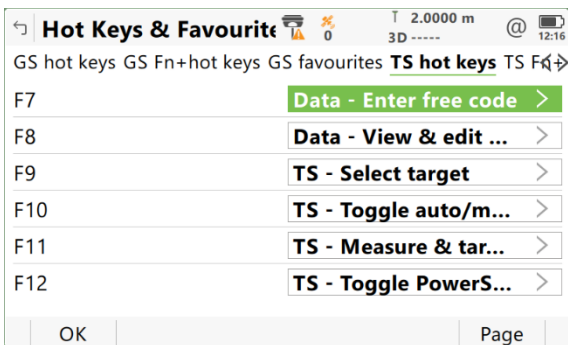 Hot Keys & Favourite 0 2.0000 m 3D ----- @ 12:16
GS hot keys GS Fn+hot keys GS favourites TS hot keys TS
F7 Data - Enter free code
F8 Data - View & edit ...
F9 TS - Select target
F10 TS - Toggle auto/m...
F11 TS - Measure & tar...
F12 TS - Toggle PowerS...
OK Page